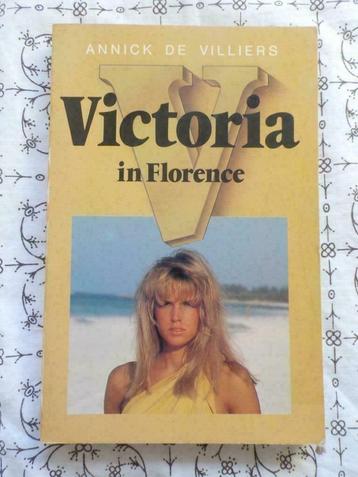 ANNICK DE VILLIERS
V
Victoria
in Florence